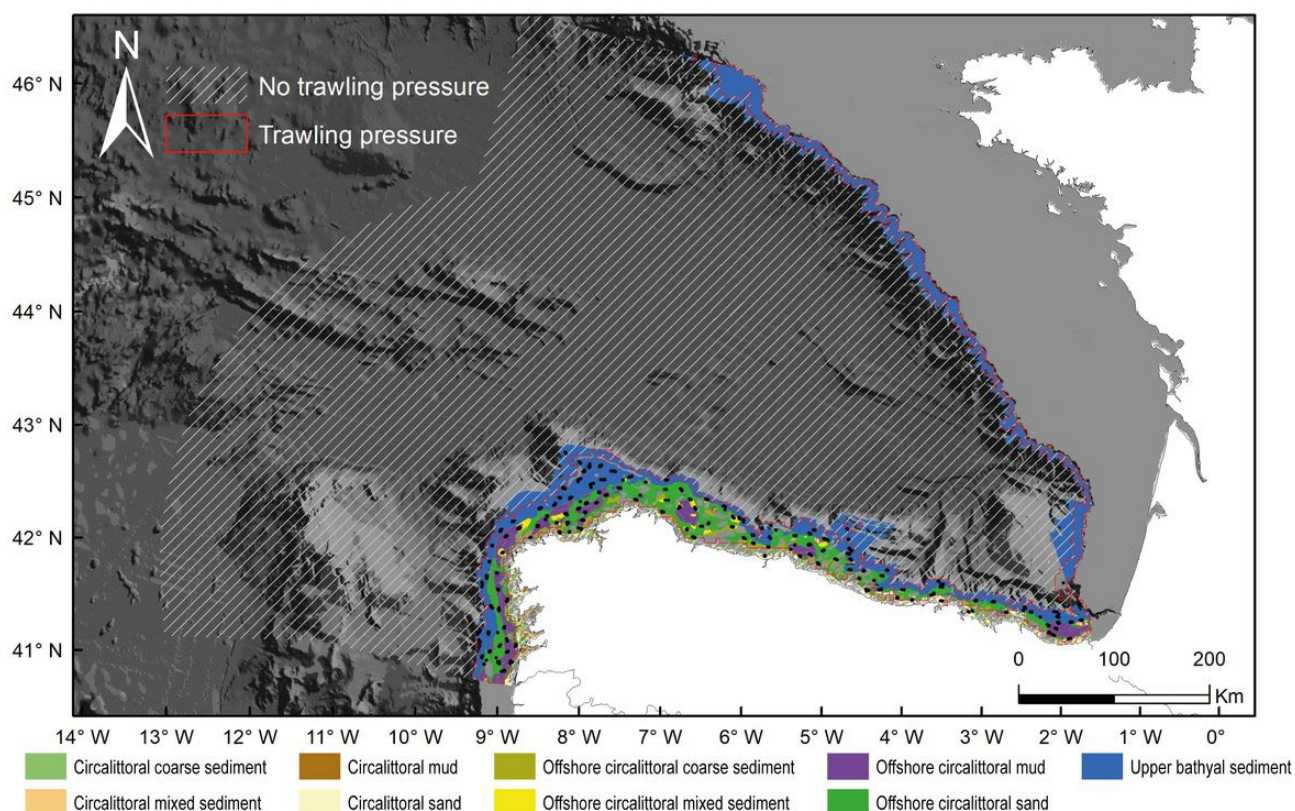 N
No trawling pressure
Trawling pressure
46° N
45° N
44° N
43° N
42° N
41° N
0 100 200
Km
14° W 13° W 12° W 11° W 10° W 9° W 8° W 7° W 6° W 5° W 4° W 3° W 2° W 1° W 0°
Circalittoral coarse sediment Circalittoral mud Offshore circalittoral coarse sediment Offshore circalittoral mud Upper bathyal sediment
Circalittoral mixed sediment Circalittoral sand Offshore circalittoral mixed sediment Offshore circalittoral sand